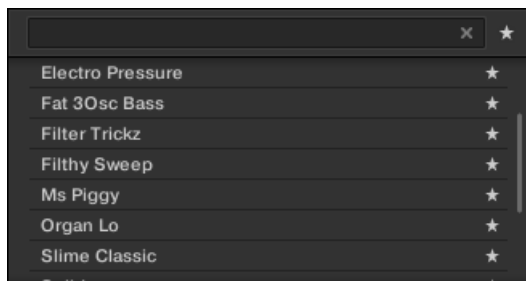 Electro Pressure
Fat 3Osc Bass
Filter Trickz
Filthy Sweep
Ms Piggy
Organ Lo
Slime Classic